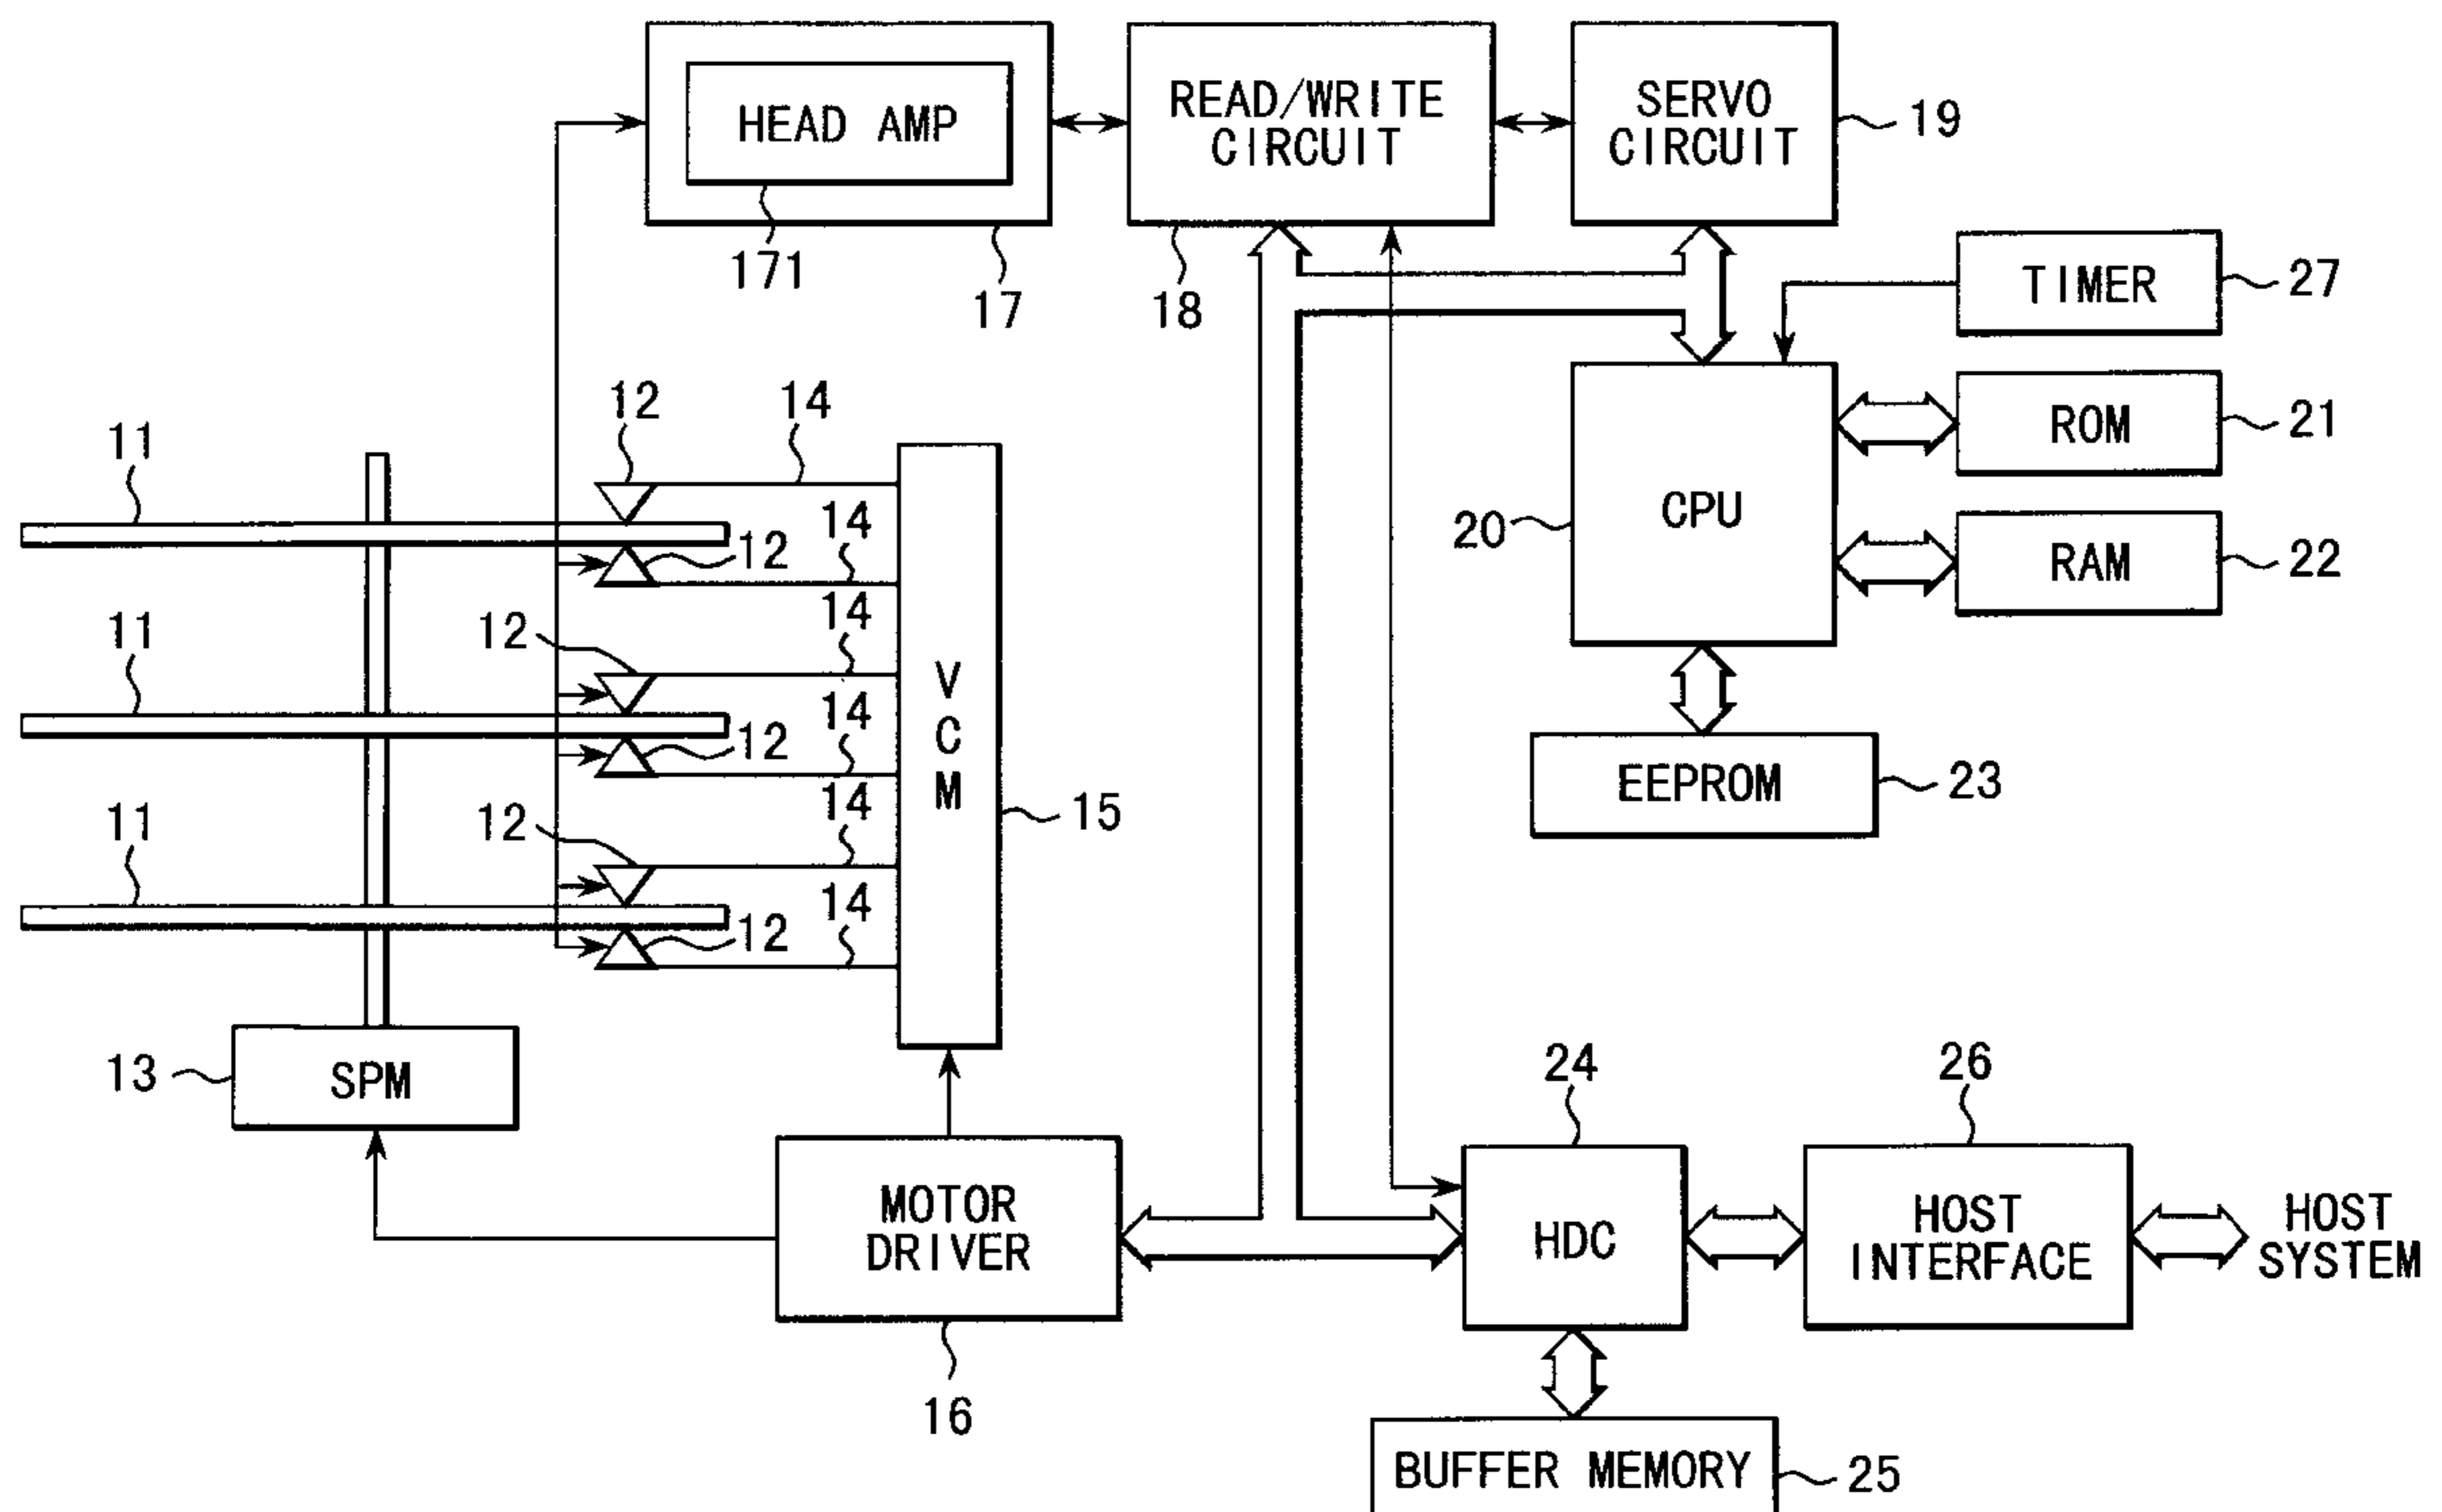 HEAD AMP
171
17
READ/WRITE
CIRCUIT
18
SERVO
CIRCUIT
19
TIMER
27
ROM
21
RAM
22
CPU
20
EEPROM
23
11
12
14
12
14
11
12
14
12
14
11
12
14
12
14
V
C
M
15
13
SPM
MOTOR
DRIVER
16
24
HDC
26
HOST
INTERFACE
HOST
SYSTEM
BUFFER MEMORY
25